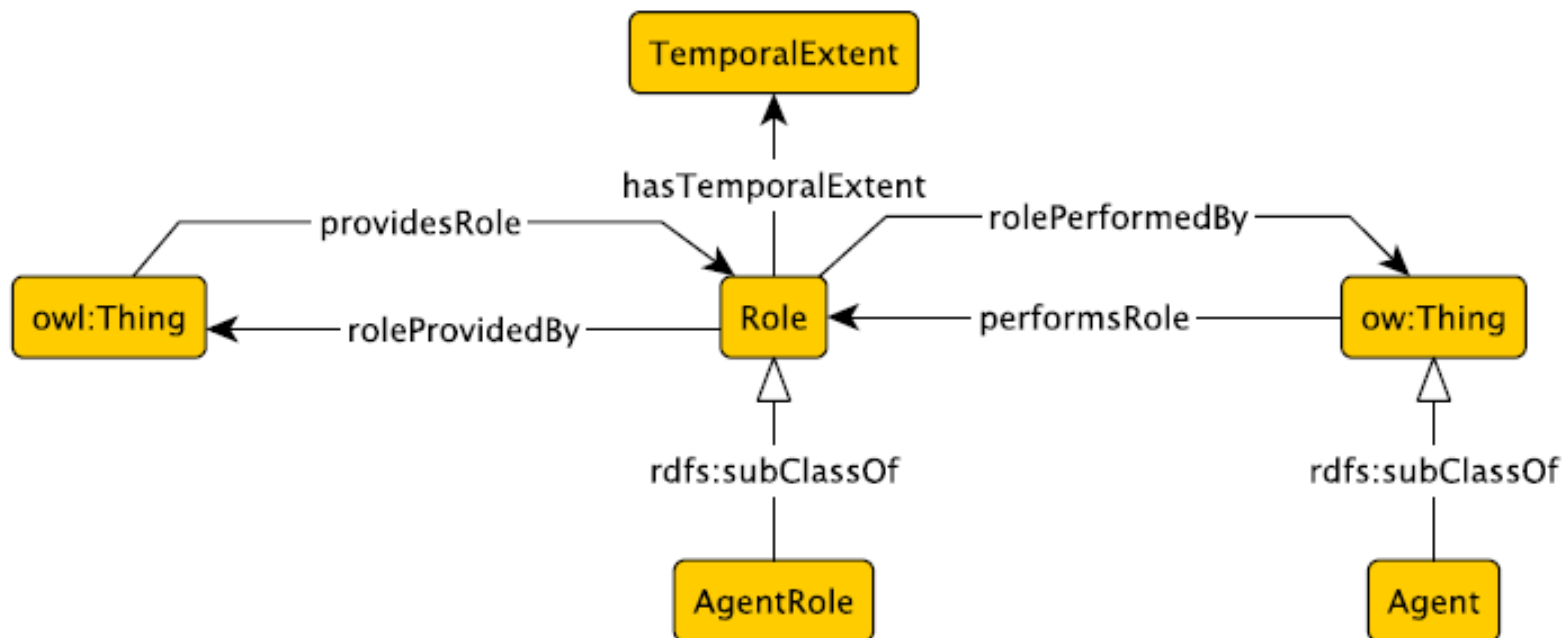 TemporalExtent
hasTemporalExtent
providesRole
rolePerformedBy
owl:Thing
roleProvidedBy
Role
performsRole
ow:Thing
rdfs:subClassOf
rdfs:subClassOf
AgentRole
Agent